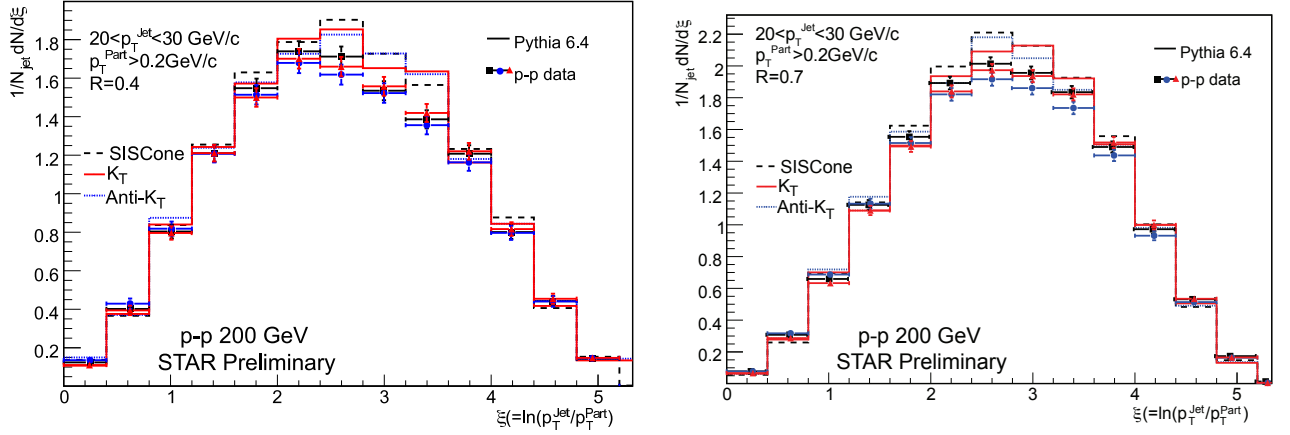 1/N_jet dN/dξ
20<p_T^Jet<30 GeV/c
p_T^Part>0.2GeV/c
R=0.4
Pythia 6.4
p-p data
SISCone
K_T
Anti-K_T
p-p 200 GeV
STAR Preliminary
1.8
1.6
1.4
1.2
1
0.8
0.6
0.4
0.2
0 1 2 3 4 5
ξ(=ln(p_T^Jet/p_T^Part)
1/N_jet dN/dξ
20<p_T^Jet<30 GeV/c
p_T^Part>0.2GeV/c
R=0.7
Pythia 6.4
p-p data
SISCone
K_T
Anti-K_T
p-p 200 GeV
STAR Preliminary
2.2
2
1.8
1.6
1.4
1.2
1
0.8
0.6
0.4
0.2
0 1 2 3 4 5
ξ(=ln(p_T^Jet/p_T^Part)